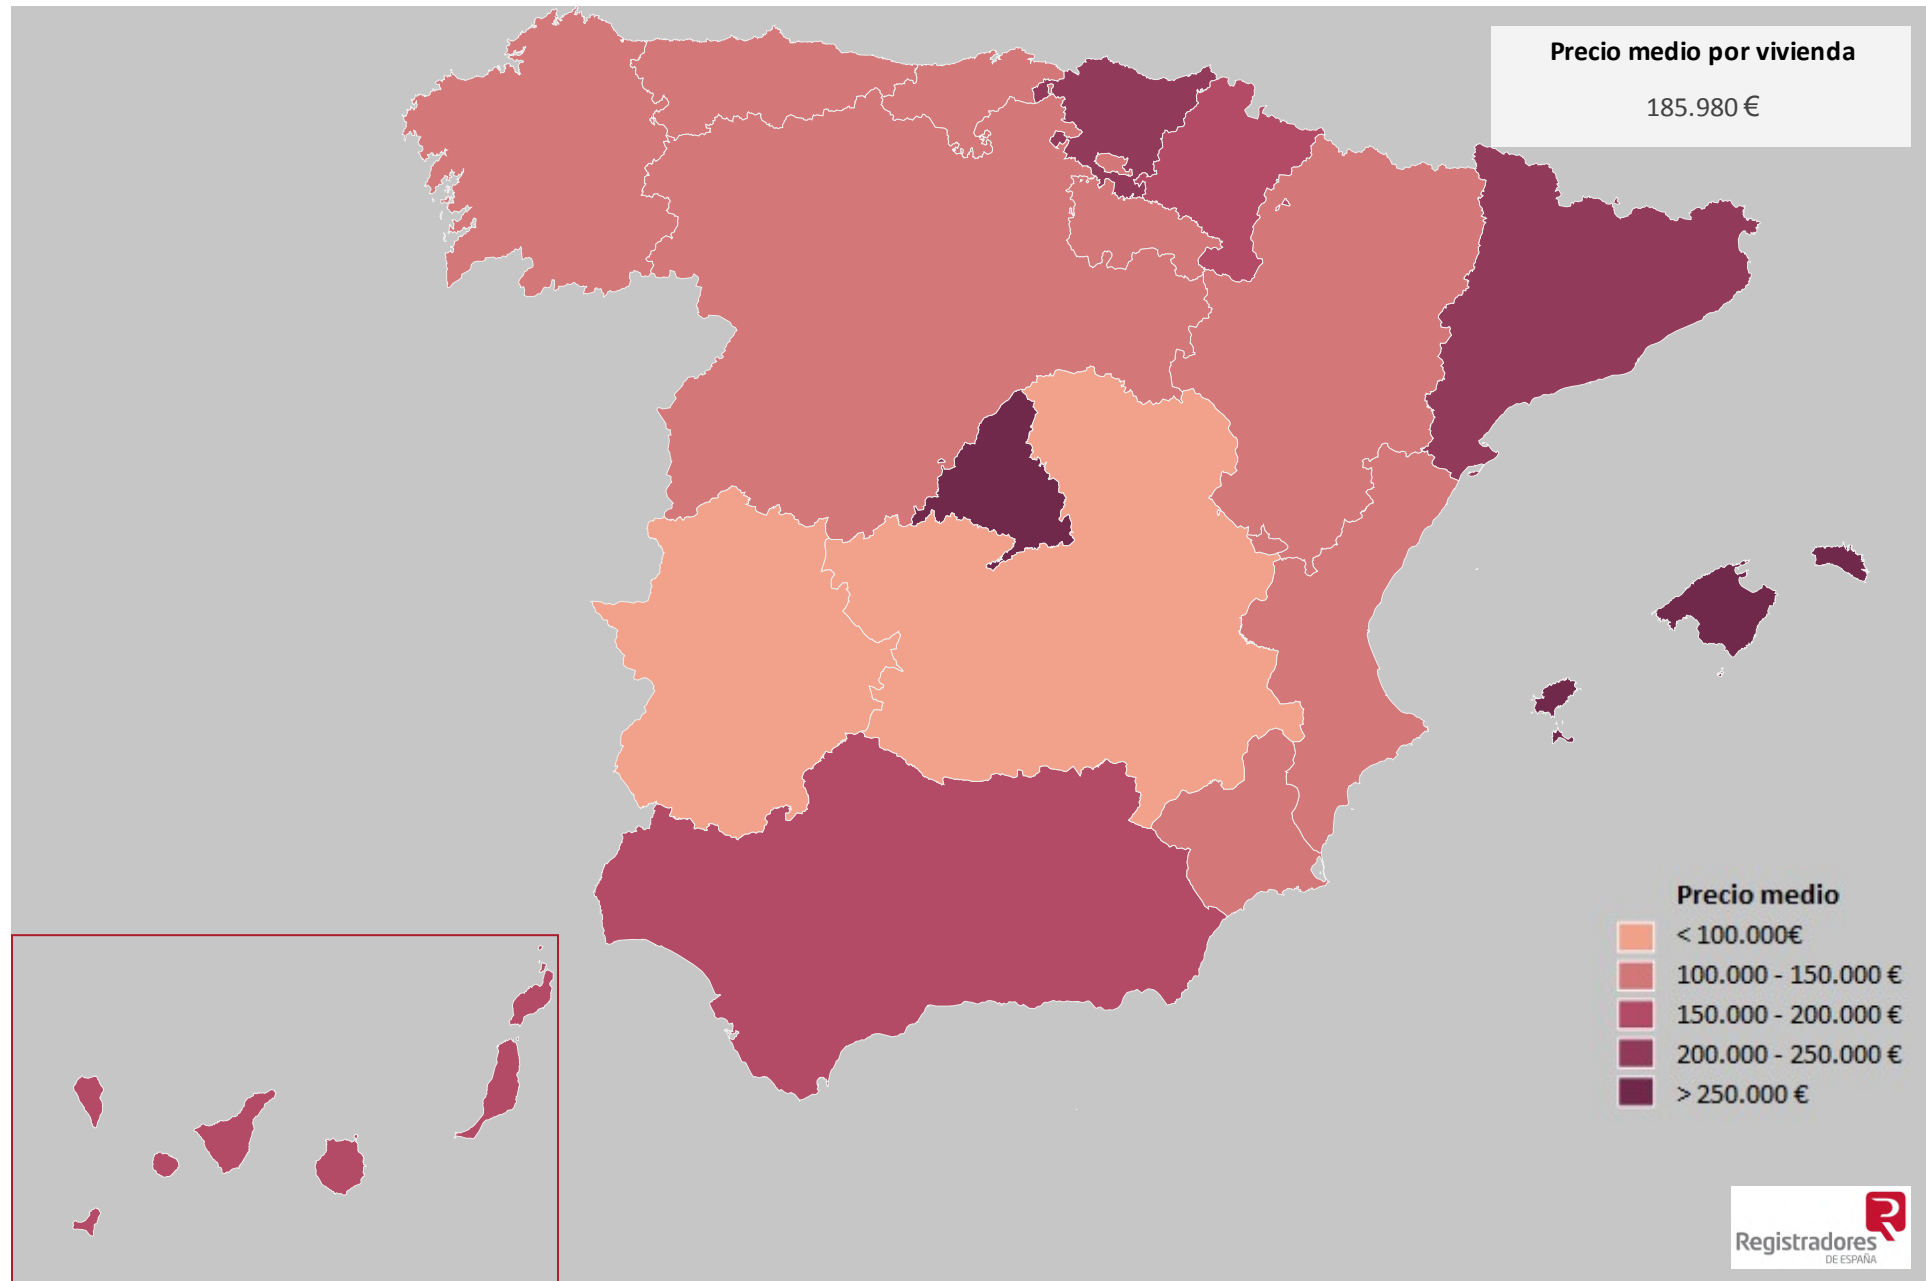 Precio medio por vivienda
185.980 €
Precio medio
< 100.000€
100.000 - 150.000 €
150.000 - 200.000 €
200.000 - 250.000 €
> 250.000 €
Registradores
DE ESPAÑA